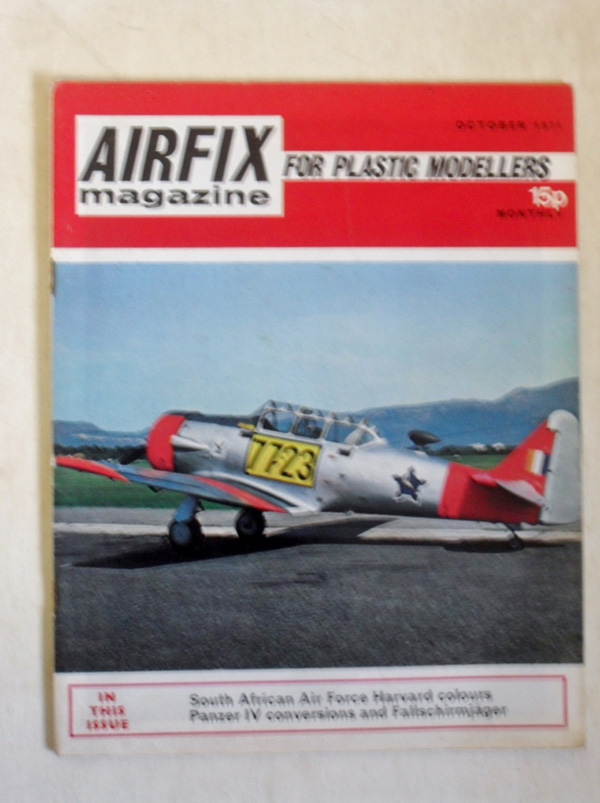 OCTOBER 1971
AIRFIX
magazine
FOR PLASTIC MODELLERS
15p
MONTHLY
7723
IN
THIS
ISSUE
South African Air Force Harvard colours
Panzer IV conversions and Fallschirmjager